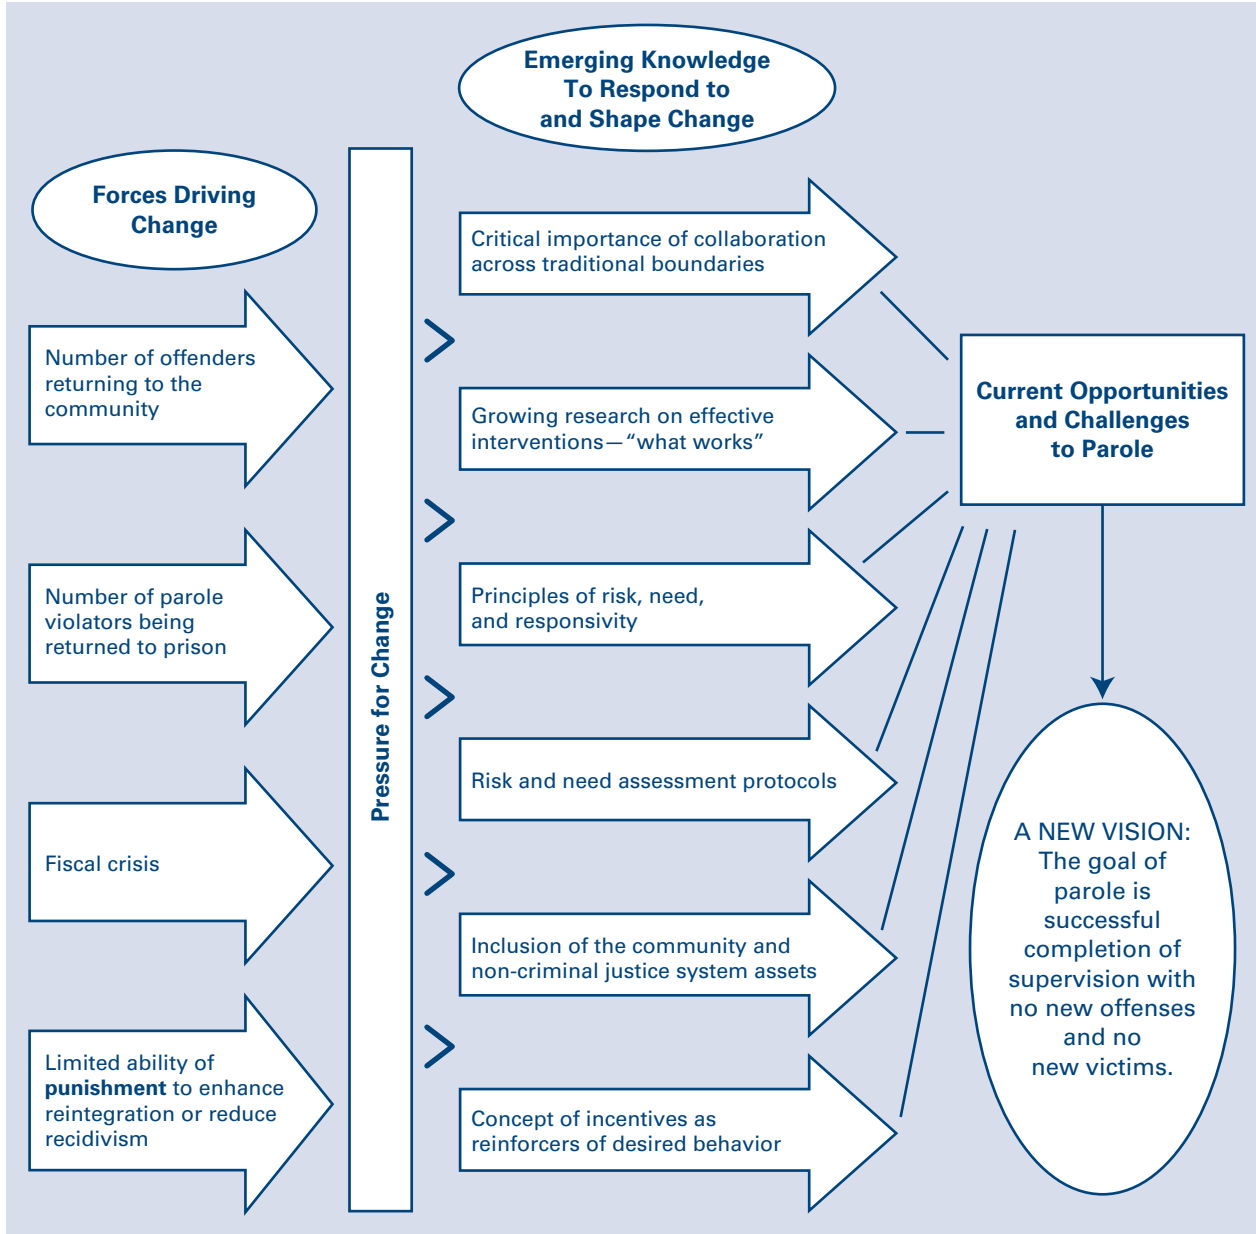 Emerging Knowledge
To Respond to
and Shape Change
Forces Driving
Change
Number of offenders
returning to the
community
Number of parole
violators being
returned to prison
Fiscal crisis
Limited ability of
punishment to enhance
reintegration or reduce
recidivism
Pressure for Change
Critical importance of collaboration
across traditional boundaries
Growing research on effective
interventions—“what works”
Principles of risk, need,
and responsivity
Risk and need assessment protocols
Inclusion of the community and
non-criminal justice system assets
Concept of incentives as
reinforcers of desired behavior
Current Opportunities
and Challenges
to Parole
A NEW VISION:
The goal of
parole is
successful
completion of
supervision with
no new offenses
and no
new victims.